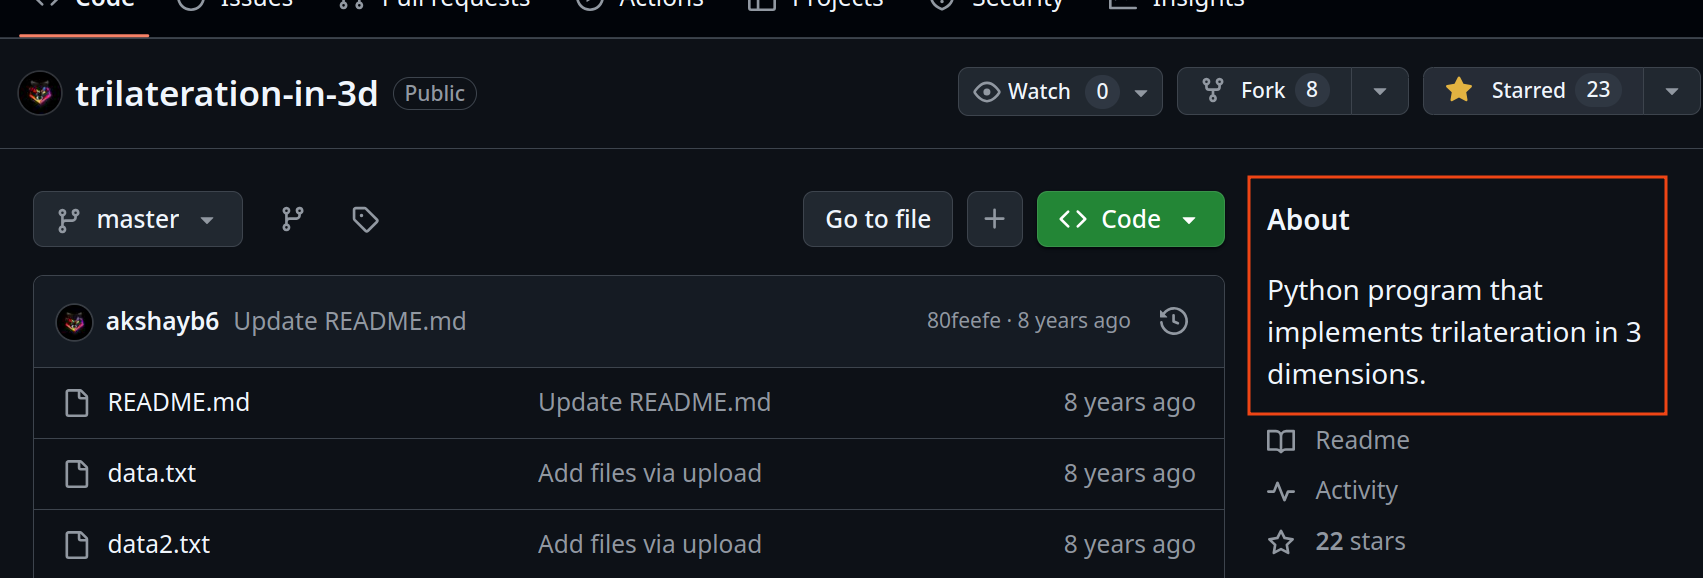 Code Issues Pull requests Actions Projects Security Insights
trilateration-in-3d Public Watch 0 Fork 8 Starred 23
master Go to file Code
About
Python program that
implements trilateration in 3
dimensions.
akshayb6 Update README.md 80feefe · 8 years ago
README.md Update README.md 8 years ago
data.txt Add files via upload 8 years ago
data2.txt Add files via upload 8 years ago
Readme
Activity
22 stars